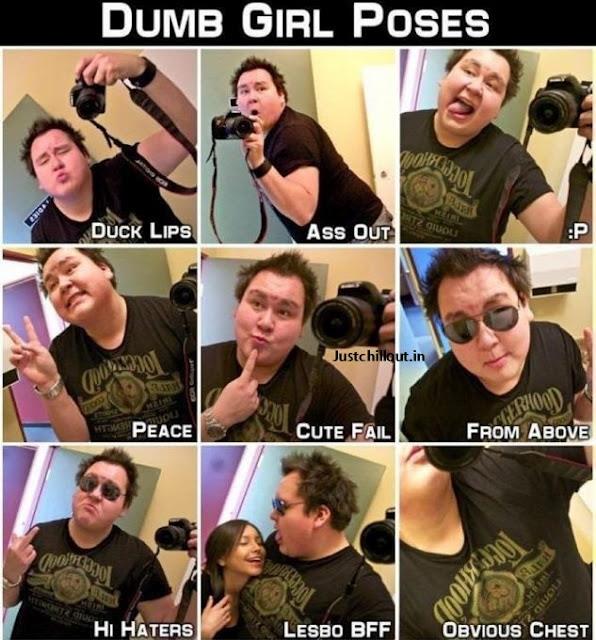 DUMB GIRL POSES
DUCK LIPS
ASS OUT
:P
Justchillout.in
PEACE
CUTE FAIL
FROM ABOVE
HI HATERS
LESBO BFF
OBVIOUS CHEST